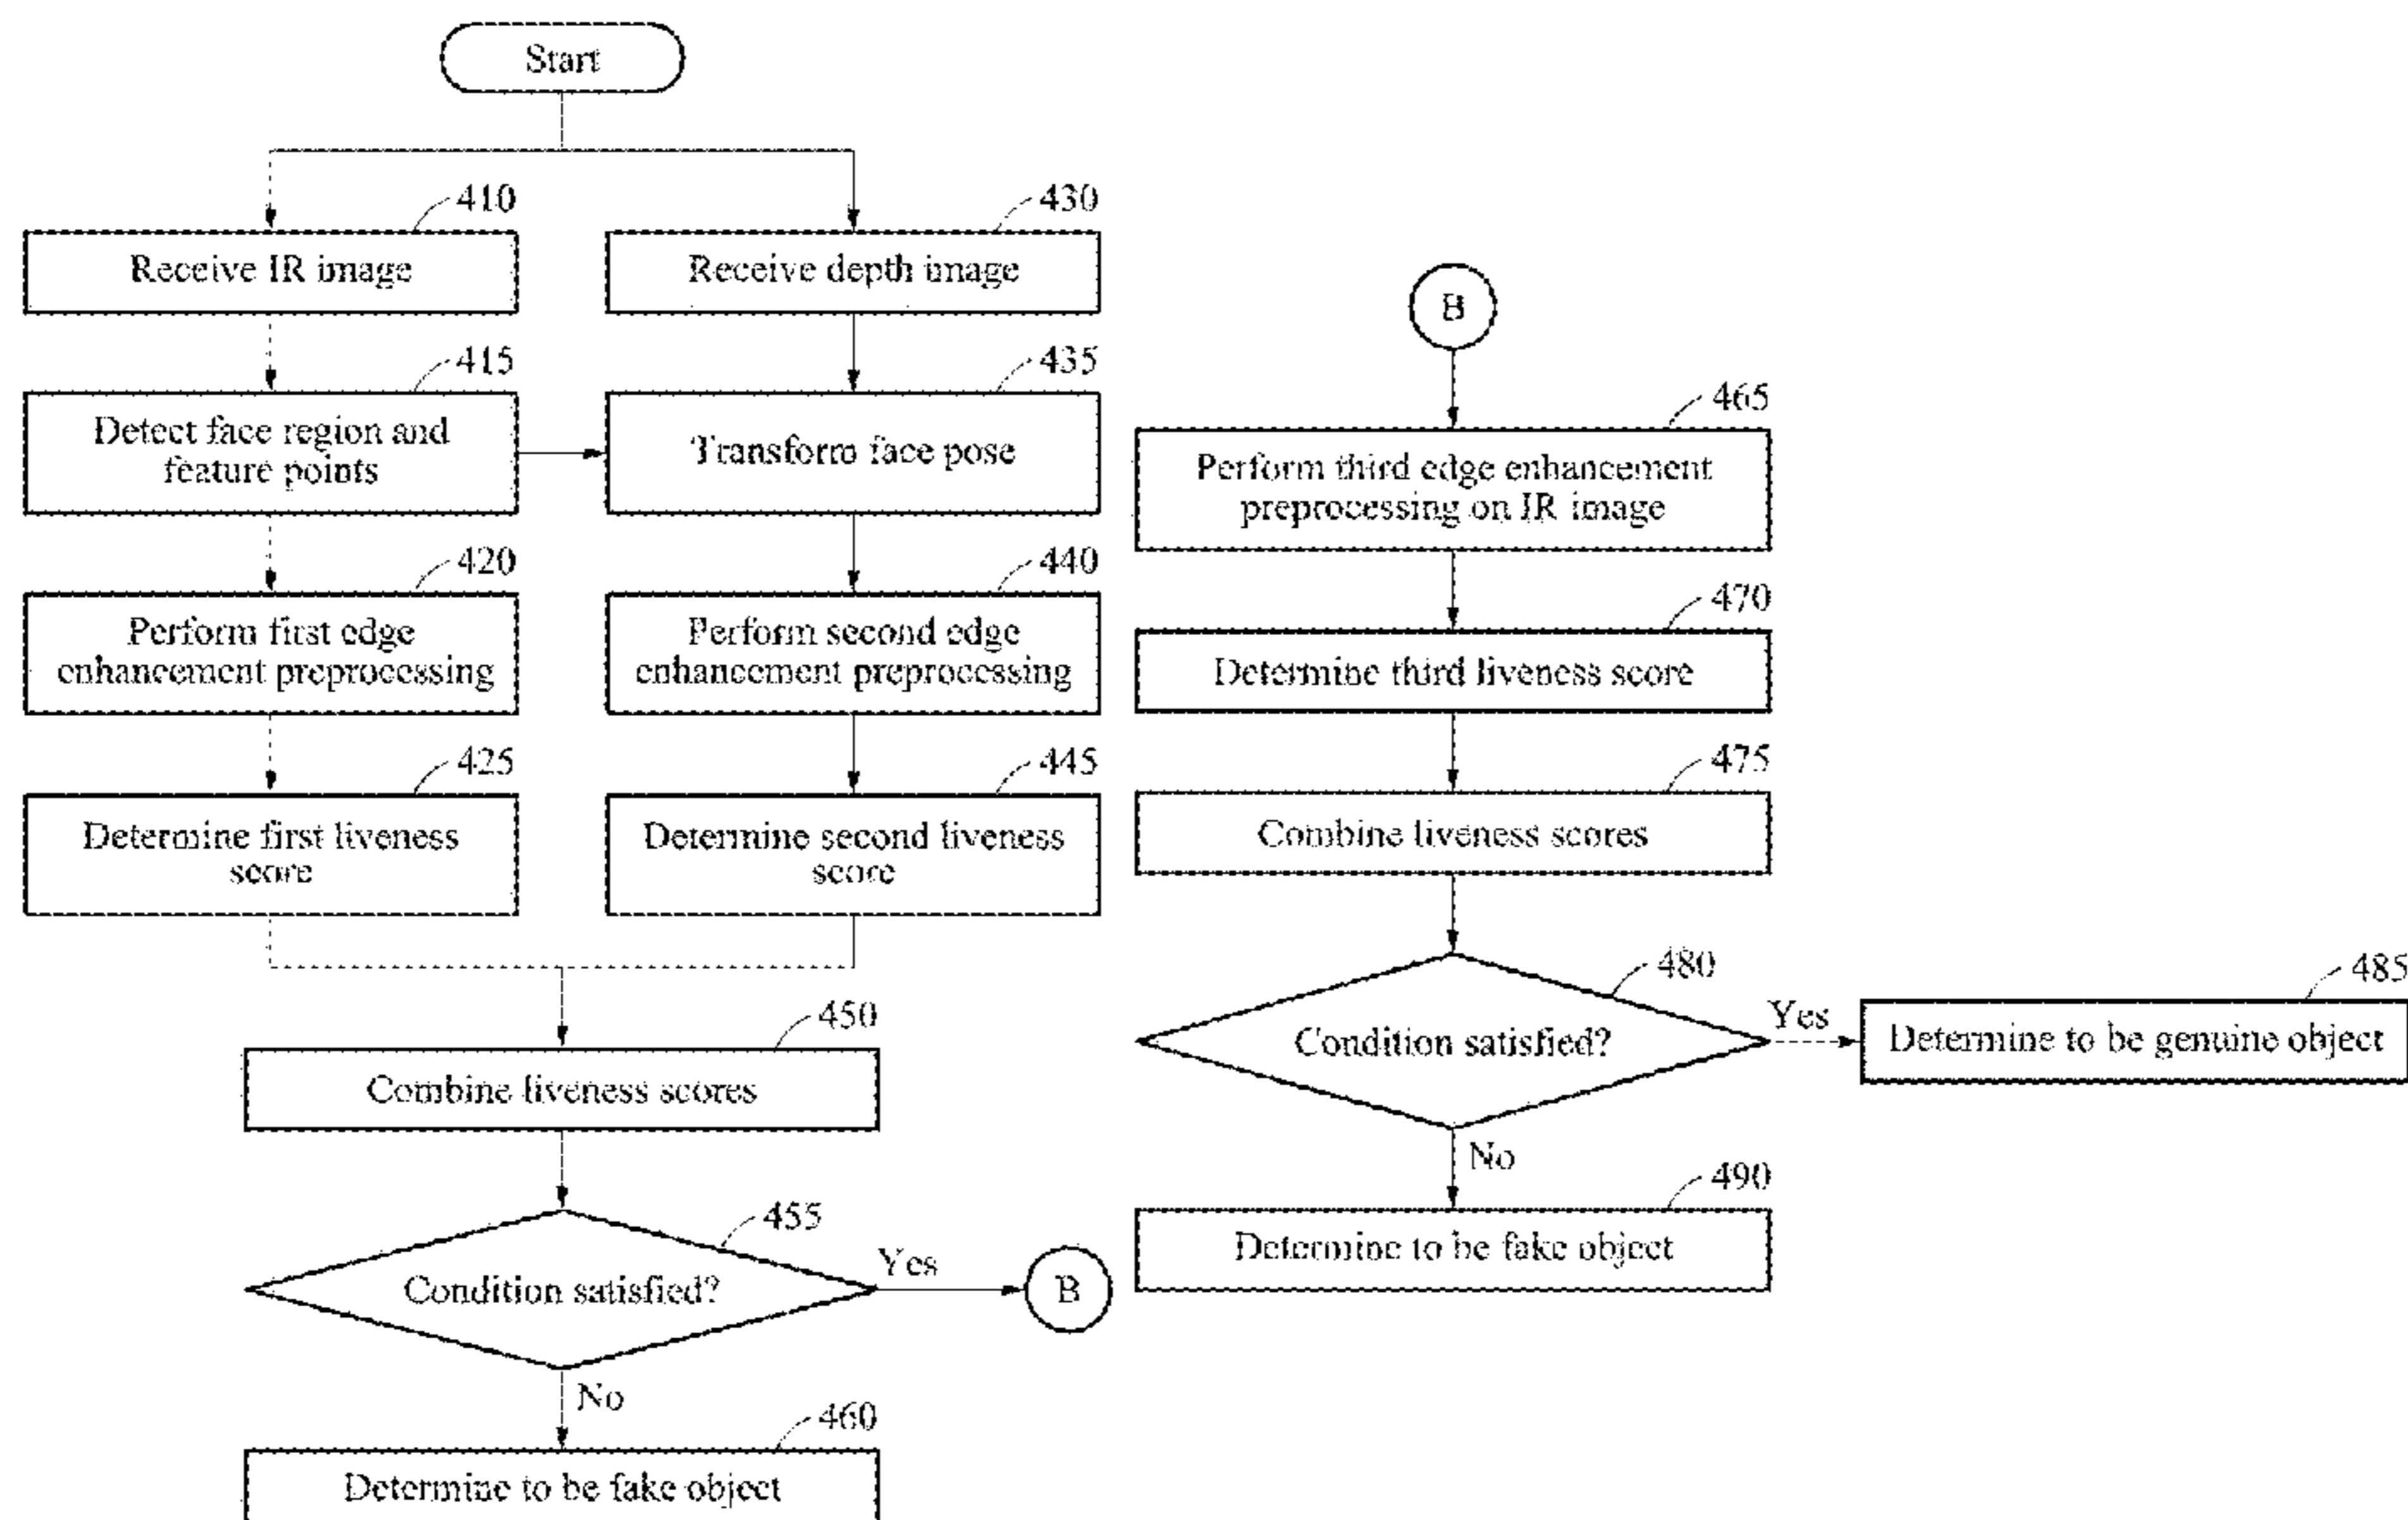 Start
410
Receive IR image
430
Receive depth image
415
Detect face region and
feature points
435
Transform face pose
420
Perform first edge
enhancement preprocessing
440
Perform second edge
enhancement preprocessing
425
Determine first liveness
score
445
Determine second liveness
score
450
Combine liveness scores
455
Condition satisfied?
Yes
B
No
460
Determine to be fake object
B
465
Perform third edge enhancement
preprocessing on IR image
470
Determine third liveness score
475
Combine liveness scores
480
Condition satisfied?
Yes
485
Determine to be genuine object
No
490
Determine to be fake object